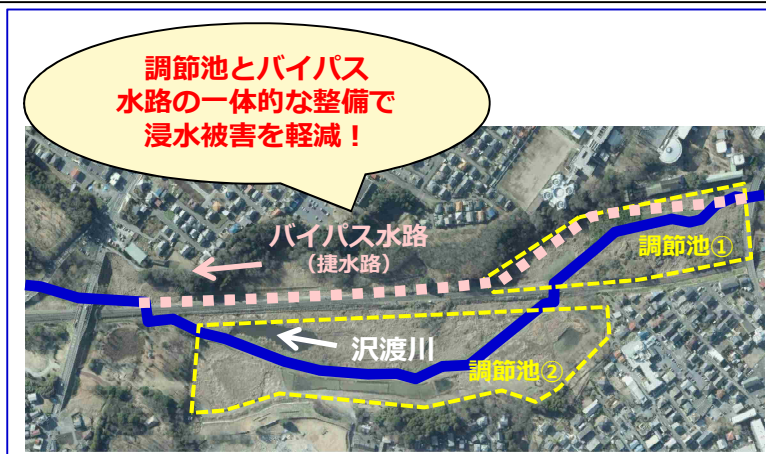 調節池とバイパス
水路の一体的な整備で
浸水被害を軽減！
バイパス水路
（捷水路）
調節池①
沢渡川
調節池②